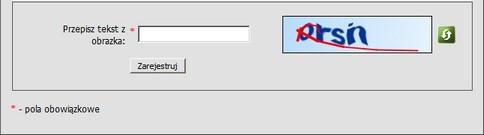 Przepisz tekst z * 
obrazka:
Zarejestruj
* - pola obowiązkowe